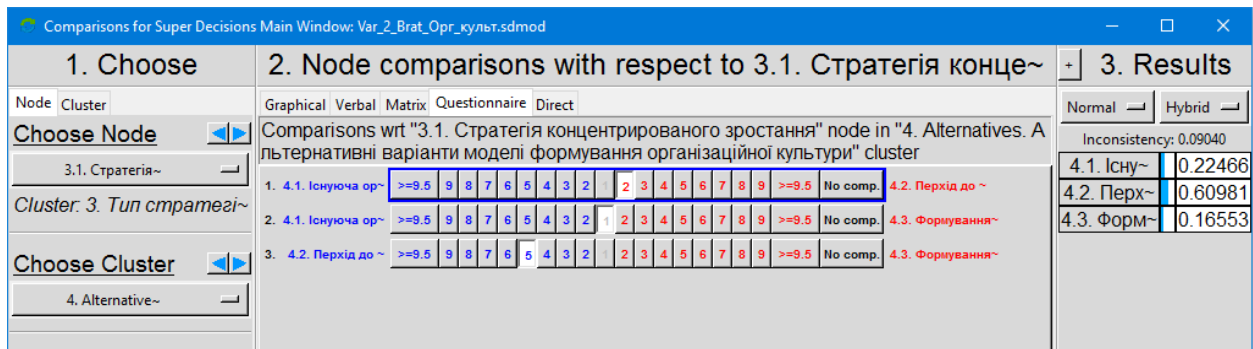 Comparisons for Super Decisions Main Window: Var_2_Brat_Орг_культ.sdmod
1. Choose
2. Node comparisons with respect to 3.1. Стратегія конце~
+ 3. Results
Node Cluster
Graphical Verbal Matrix Questionnaire Direct
Normal Hybrid
Choose Node
Comparisons wrt "3.1. Стратегія концентрированого зростання" node in "4. Alternatives. А
льтернативні варіанти моделі формування організаційної культури" cluster
Inconsistency: 0.09040
3.1. Стратегія~
1. 4.1. Існуюча ор~ >=9.5 9 8 7 6 5 4 3 2 1 2 3 4 5 6 7 8 9 >=9.5 No comp. 4.2. Перхід до ~
4.1. Існу~ 0.22466
Cluster: 3. Тип стратегі~
2. 4.1. Існуюча ор~ >=9.5 9 8 7 6 5 4 3 2 1 2 3 4 5 6 7 8 9 >=9.5 No comp. 4.3. Формування~
4.2. Перх~ 0.60981
3. 4.2. Перхід до ~ >=9.5 9 8 7 6 5 4 3 2 1 2 3 4 5 6 7 8 9 >=9.5 No comp. 4.3. Формування~
4.3. Форм~ 0.16553
Choose Cluster
4. Alternative~